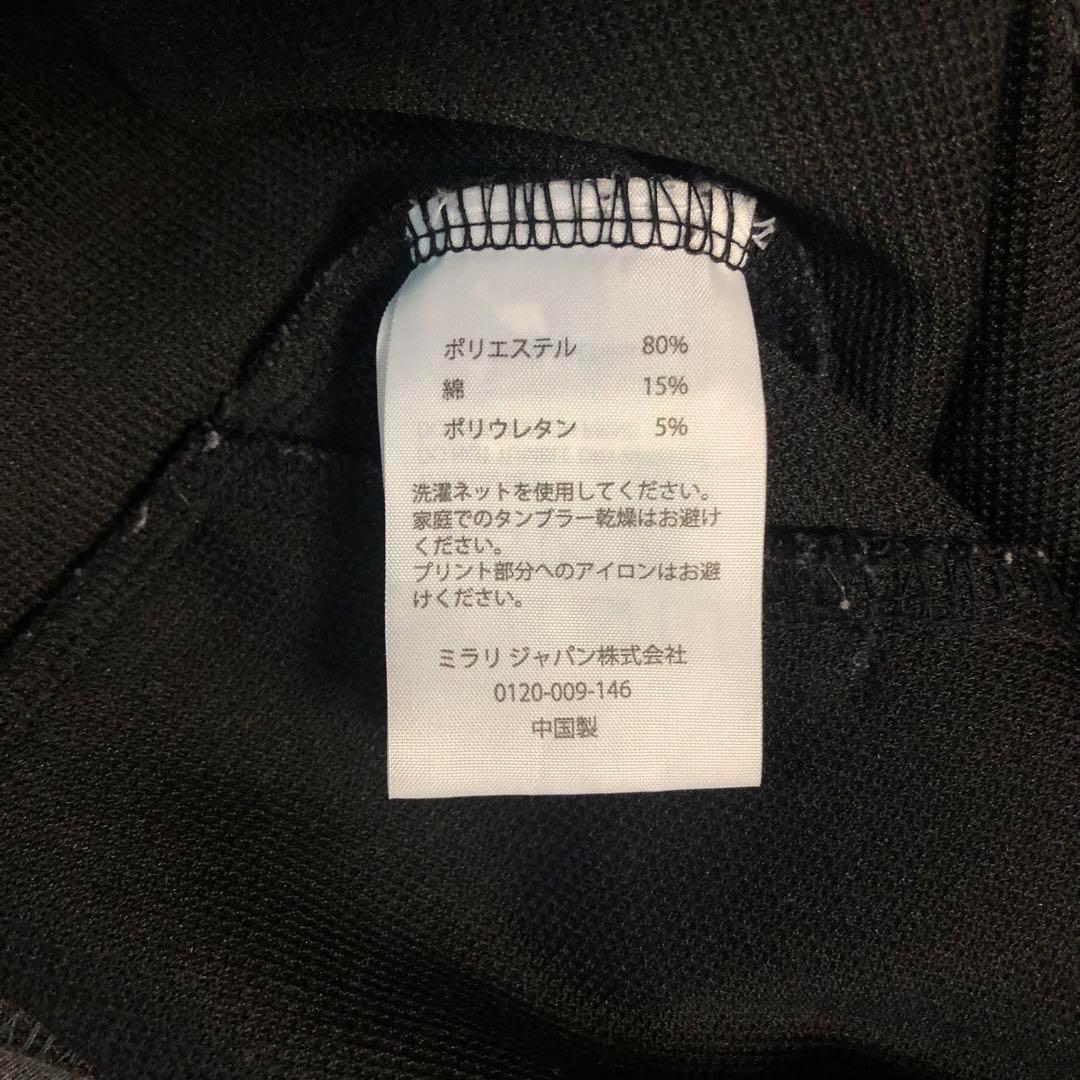 ポリエステル 80%
綿 15%
ポリウレタン 5%
洗濯ネットを使用してください。
家庭でのタンブラー乾燥はお避け
ください。
プリント部分へのアイロンはお避
けください。
ミラリ ジャパン株式会社
0120-009-146
中国製